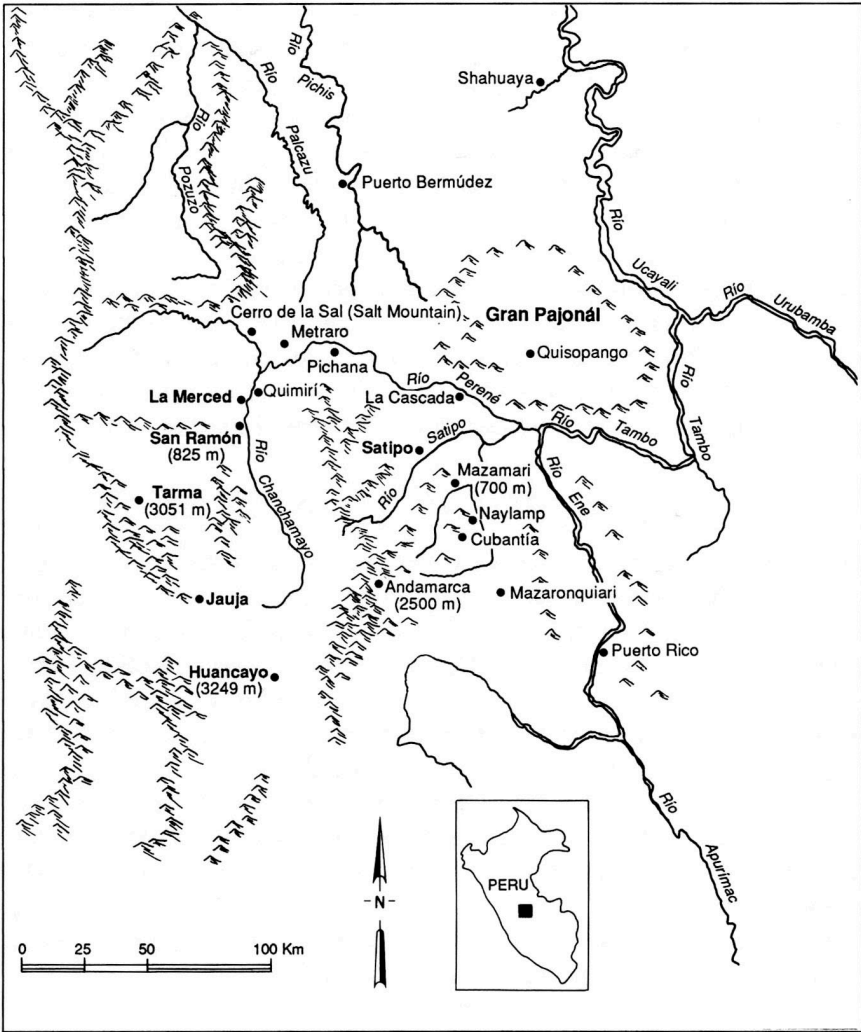 Río
Pichis
Río
Palcazu
Río
Pozuzo
Shahuaya
Puerto Bermúdez
Río
Ucayali
Río
Urubamba
Cerro de la Sal (Salt Mountain)
Metraro
Pichana
Gran Pajonál
Quisopango
Río
Perené
La Cascada
La Merced
Quimirí
San Ramón
(825 m)
Río
Chanchamayo
Satipo
Río
Satipo
Río
Tambo
Río
Tambo
Mazamari
(700 m)
Río
Ene
Naylamp
Cubantía
Tarma
(3051 m)
Jauja
Andamarca
(2500 m)
Mazaronquiari
Huancayo
(3249 m)
Puerto Rico
Río
Apurímac
PERU
-N-
0 25 50 100 Km